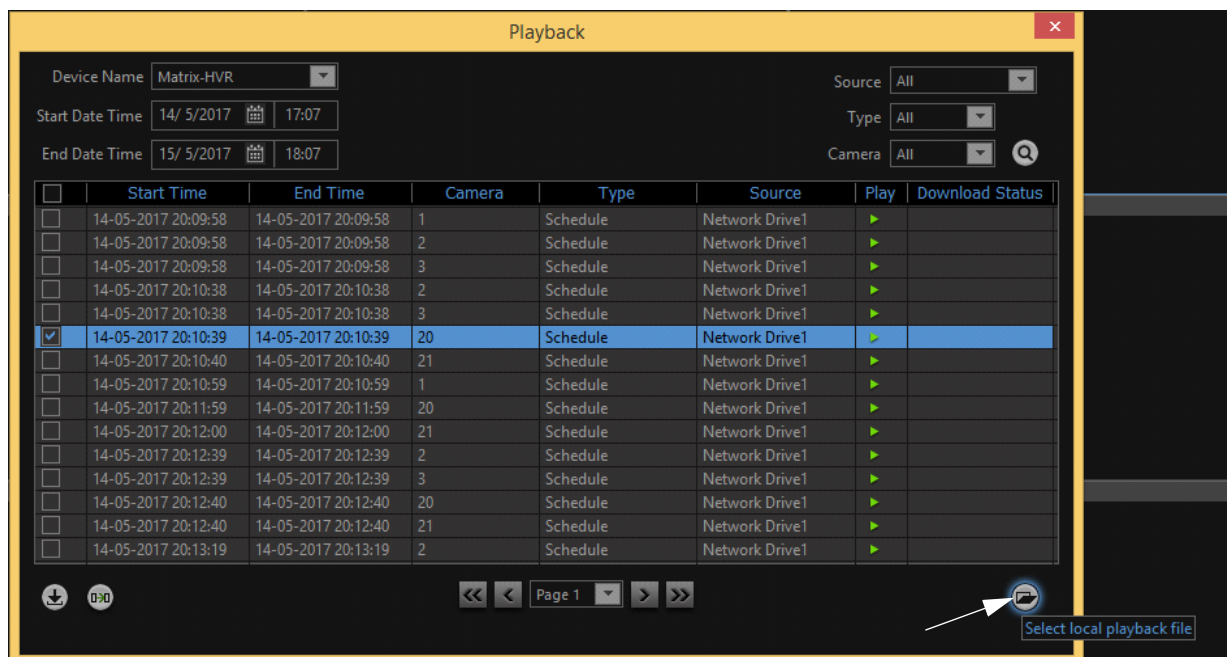 Playback
Device Name Matrix-HVR Source All
Start Date Time 14/ 5/2017 17:07 Type All
End Date Time 15/ 5/2017 18:07 Camera All
Start Time End Time Camera Type Source Play Download Status
14-05-2017 20:09:58 14-05-2017 20:09:58 1 Schedule Network Drive1
14-05-2017 20:09:58 14-05-2017 20:09:58 2 Schedule Network Drive1
14-05-2017 20:09:58 14-05-2017 20:09:58 3 Schedule Network Drive1
14-05-2017 20:10:38 14-05-2017 20:10:38 2 Schedule Network Drive1
14-05-2017 20:10:38 14-05-2017 20:10:38 3 Schedule Network Drive1
14-05-2017 20:10:39 14-05-2017 20:10:39 20 Schedule Network Drive1
14-05-2017 20:10:40 14-05-2017 20:10:40 21 Schedule Network Drive1
14-05-2017 20:10:59 14-05-2017 20:10:59 1 Schedule Network Drive1
14-05-2017 20:11:59 14-05-2017 20:11:59 20 Schedule Network Drive1
14-05-2017 20:12:00 14-05-2017 20:12:00 21 Schedule Network Drive1
14-05-2017 20:12:39 14-05-2017 20:12:39 2 Schedule Network Drive1
14-05-2017 20:12:39 14-05-2017 20:12:39 3 Schedule Network Drive1
14-05-2017 20:12:40 14-05-2017 20:12:40 20 Schedule Network Drive1
14-05-2017 20:12:40 14-05-2017 20:12:40 21 Schedule Network Drive1
14-05-2017 20:13:19 14-05-2017 20:13:19 2 Schedule Network Drive1
Page 1
Select local playback file